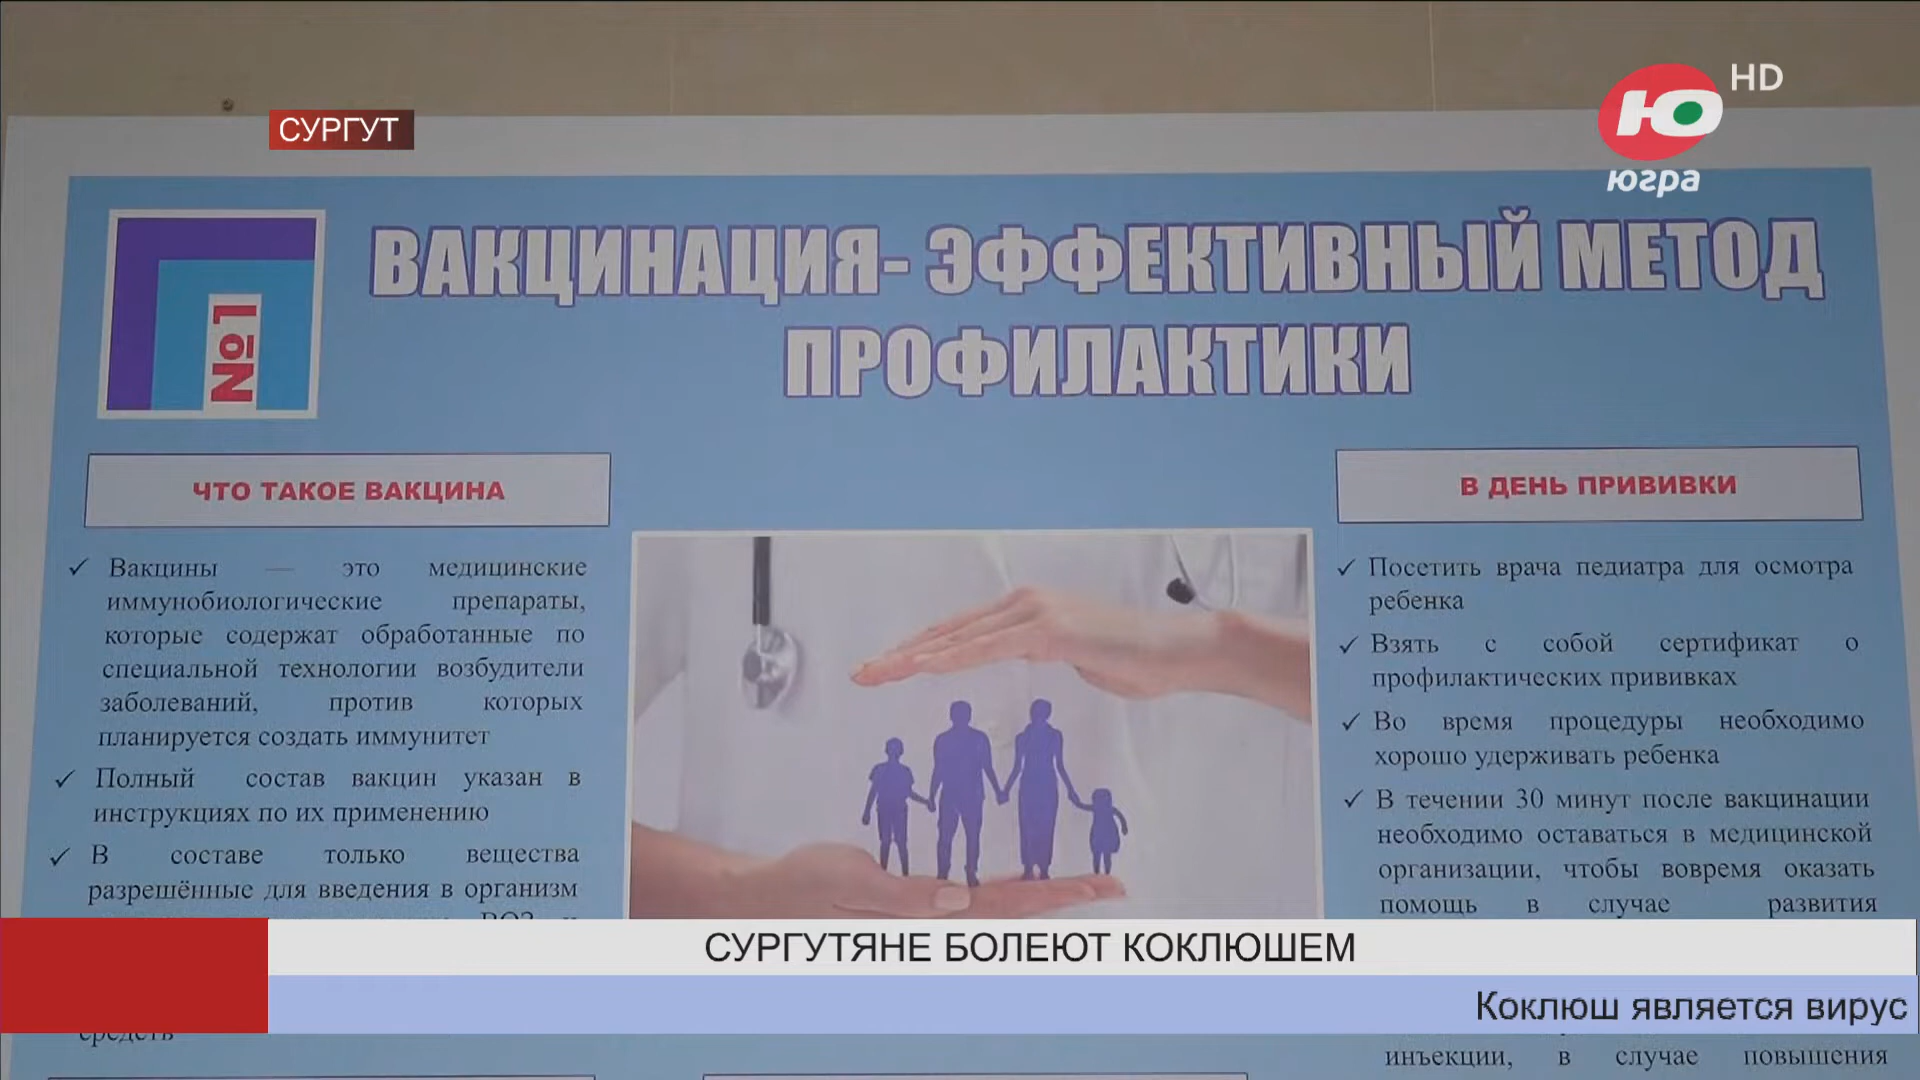 HD
Ю
югра
СУРГУТ
№1
ВАКЦИНАЦИЯ- ЭФФЕКТИВНЫЙ МЕТОД
ПРОФИЛАКТИКИ
ЧТО ТАКОЕ ВАКЦИНА
✓ Вакцины — это медицинские
иммунобиологические препараты,
которые содержат обработанные по
специальной технологии возбудители
заболеваний, против которых
планируется создать иммунитет
✓ Полный состав вакцин указан в
инструкциях по их применению
✓ В составе только вещества
разрешённые для введения в организм
средств
В ДЕНЬ ПРИВИВКИ
✓ Посетить врача педиатра для осмотра
ребенка
✓ Взять с собой сертификат о
профилактических прививках
✓ Во время процедуры необходимо
хорошо удерживать ребенка
✓ В течении 30 минут после вакцинации
необходимо оставаться в медицинской
организации, чтобы вовремя оказать
помощь в случае развития
инъекции, в случае повышения
СУРГУТЯНЕ БОЛЕЮТ КОКЛЮШЕМ
Коклюш является вирус